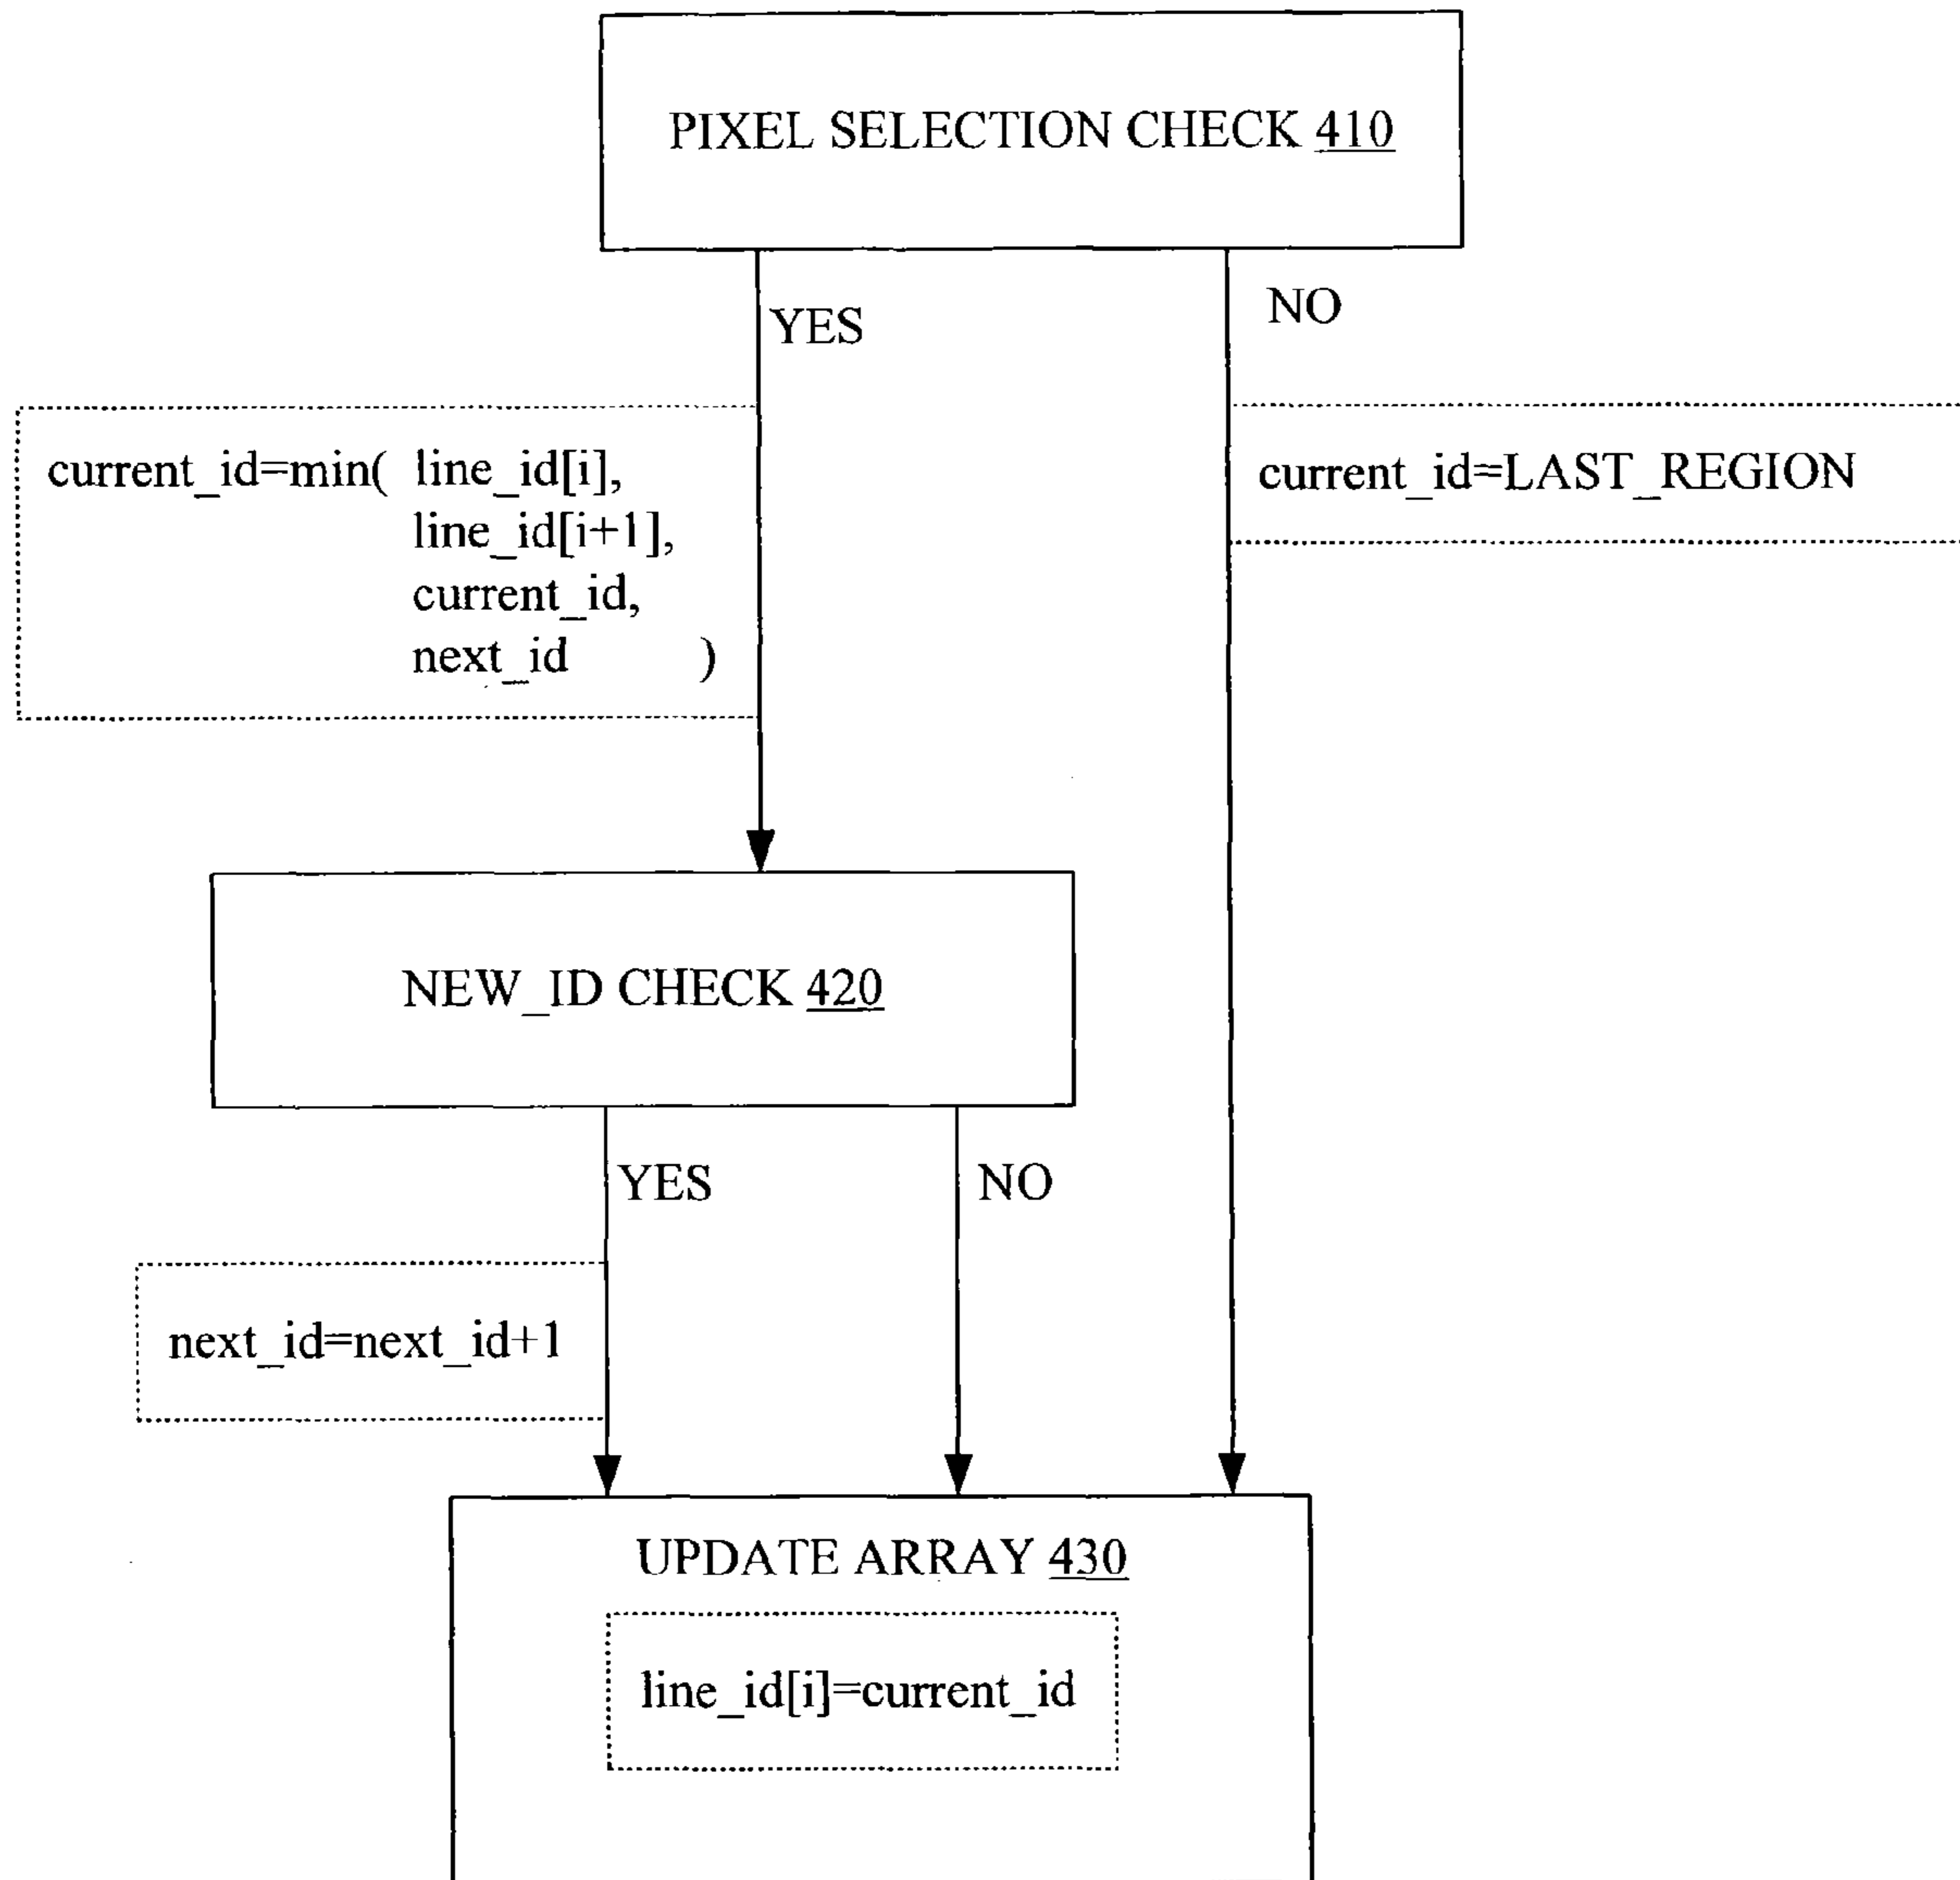 PIXEL SELECTION CHECK 410
YES
NO
current_id=min( line_id[i],
line_id[i+1],
current_id,
next_id )
current_id=LAST_REGION
NEW_ID CHECK 420
YES
NO
next_id=next_id+1
UPDATE ARRAY 430
line_id[i]=current_id